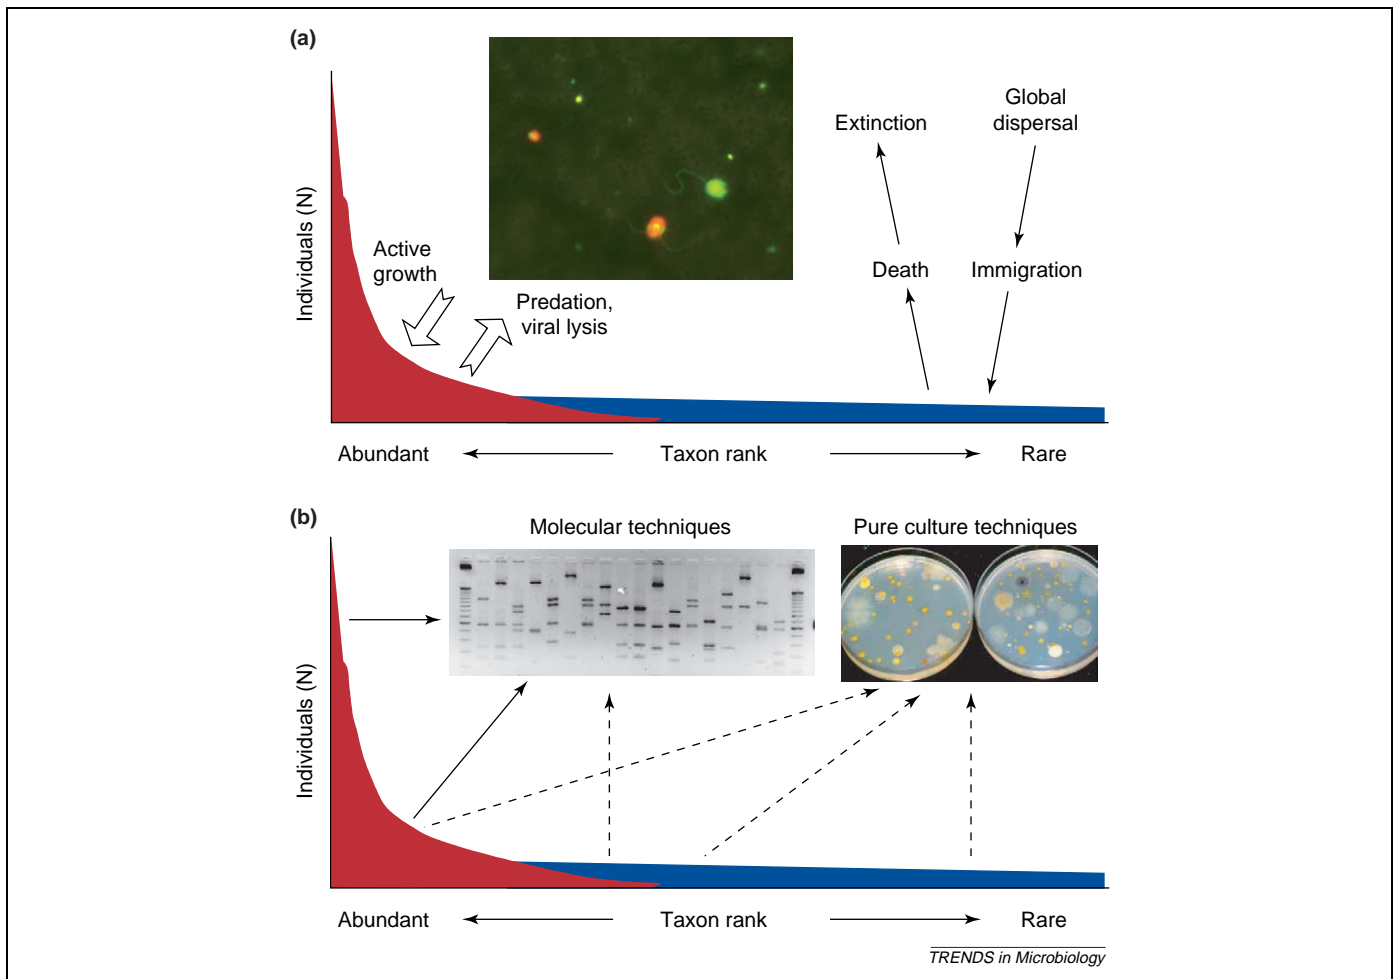 (a)
Individuals (N)
Active
growth
Predation,
viral lysis
Extinction
Global
dispersal
Death
Immigration
Abundant
Taxon rank
Rare
(b)
Molecular techniques
Pure culture techniques
Individuals (N)
Abundant
Taxon rank
Rare
TRENDS in Microbiology